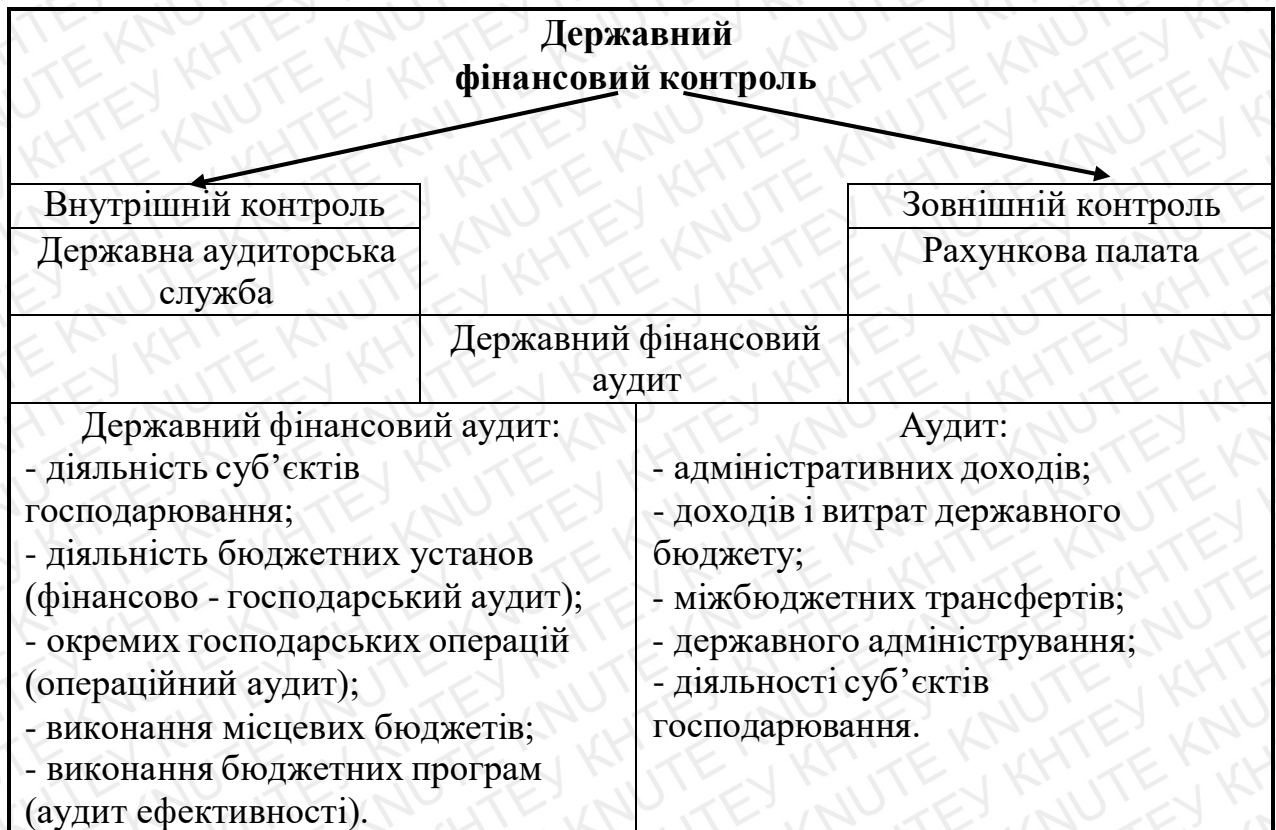 Державний
фінансовий контроль
Внутрішній контроль
Зовнішній контроль
Державна аудиторська
служба
Рахункова палата
Державний фінансовий
аудит
Державний фінансовий аудит:
- діяльність суб’єктів
господарювання;
- діяльність бюджетних установ
(фінансово - господарський аудит);
- окремих господарських операцій
(операційний аудит);
- виконання місцевих бюджетів;
- виконання бюджетних програм
(аудит ефективності).
Аудит:
- адміністративних доходів;
- доходів і витрат державного
бюджету;
- міжбюджетних трансфертів;
- державного адміністрування;
- діяльності суб’єктів
господарювання.